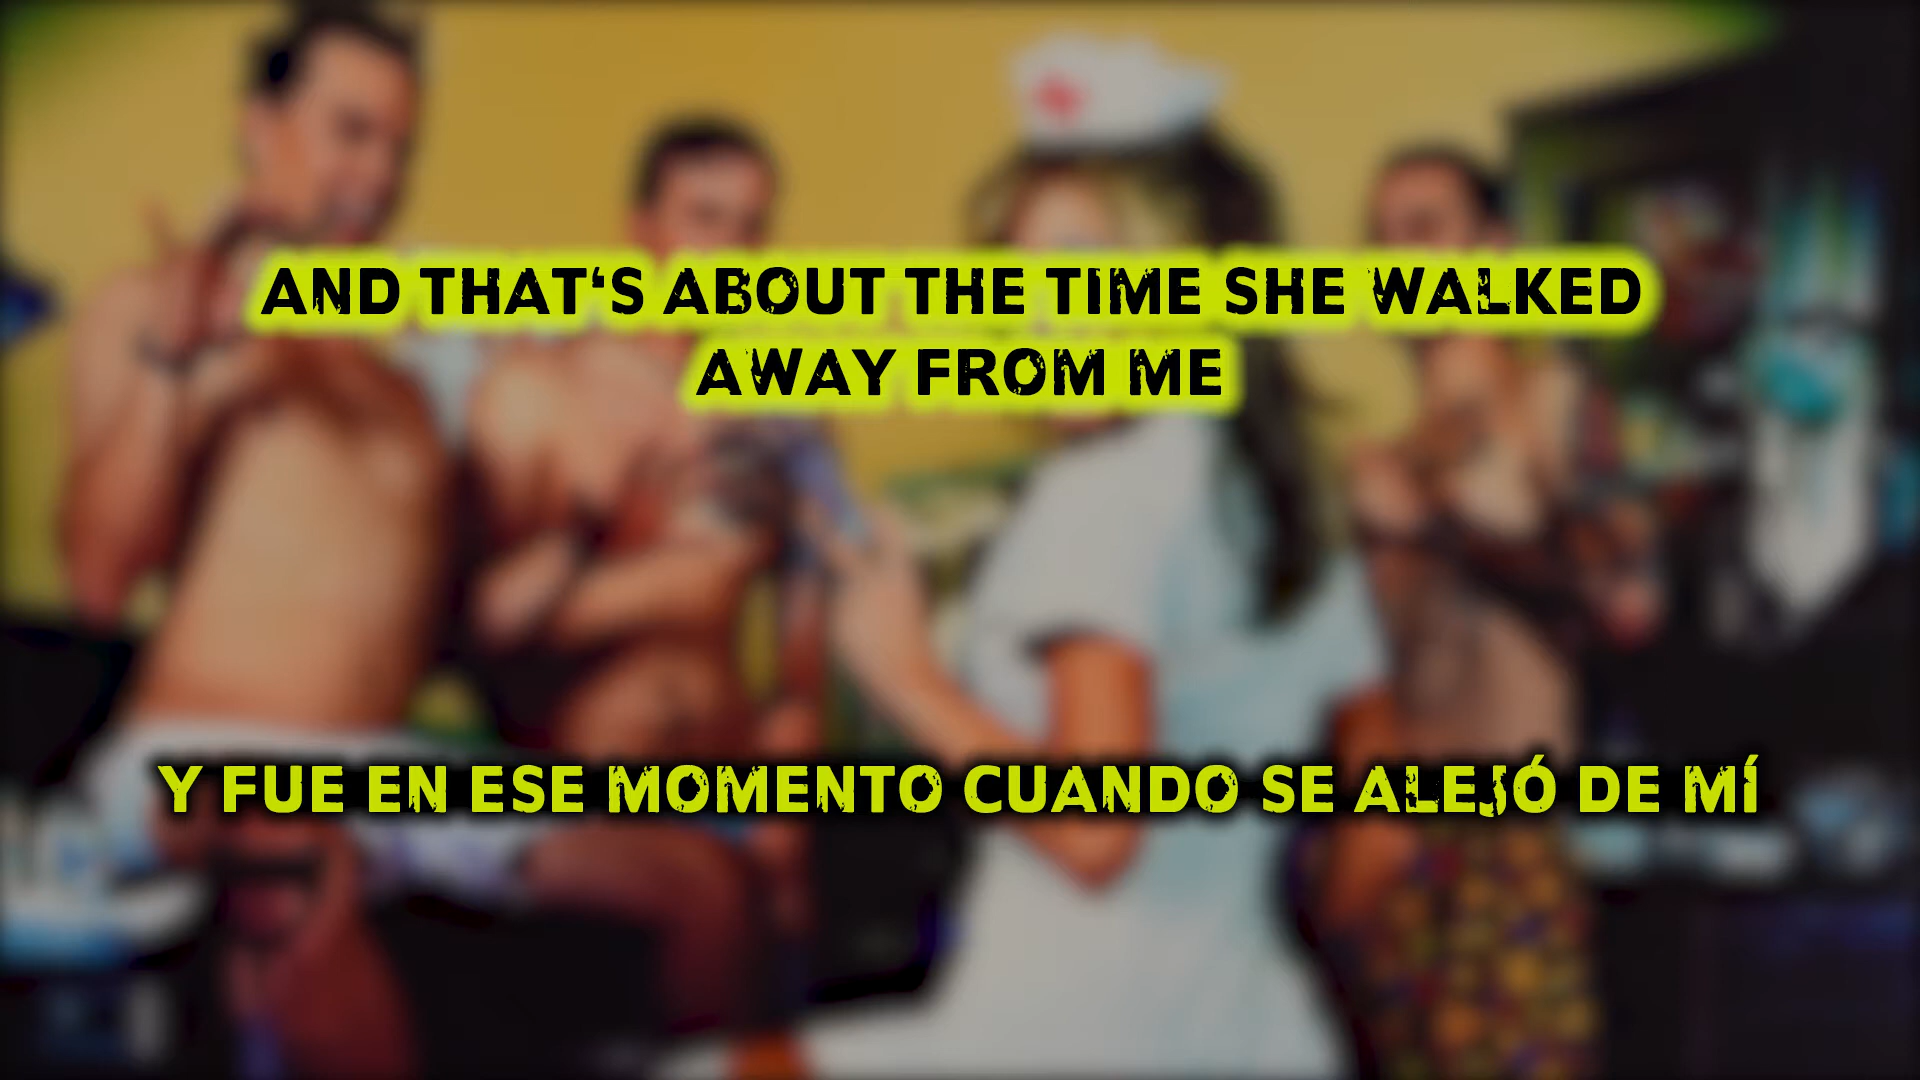 AND THAT‘S ABOUT THE TIME SHE WALKED
AWAY FROM ME
Y FUE EN ESE MOMENTO CUANDO SE ALEJÓ DE MÍ